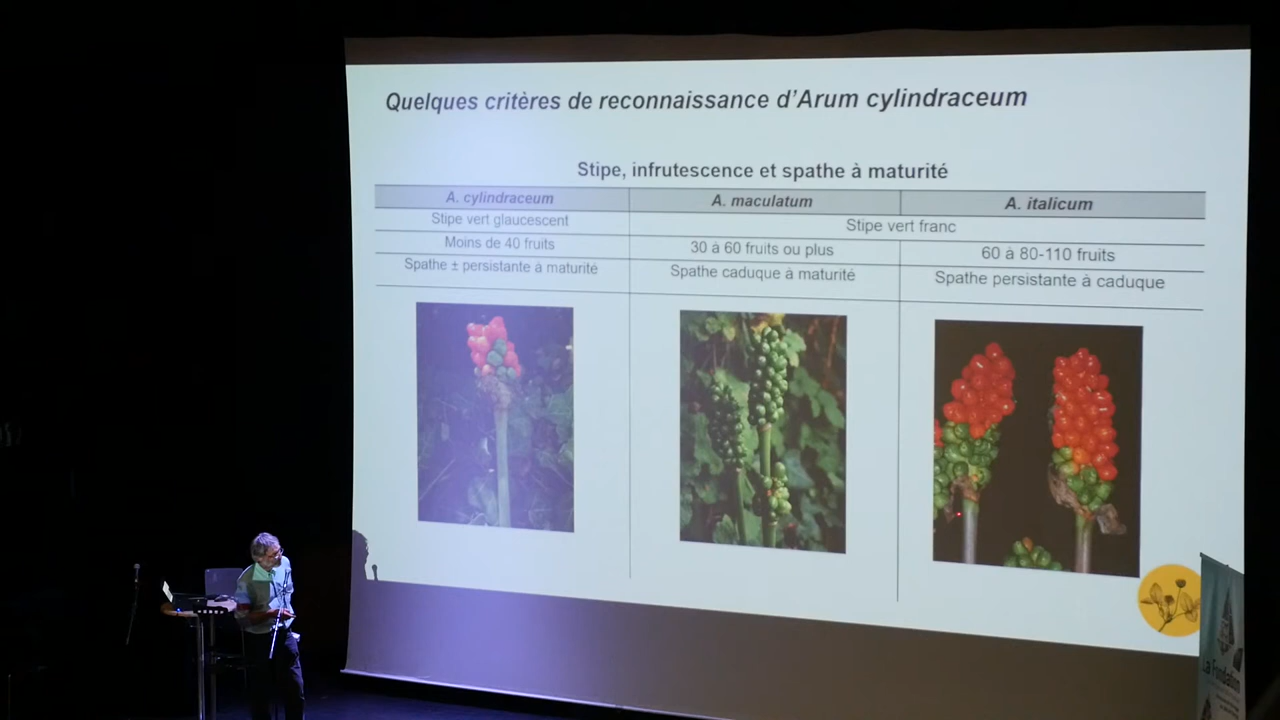 Quelques critères de reconnaissance d'Arum cylindraceum
Stipe, infrutescence et spathe à maturité
A. cylindraceum
A. maculatum
A. italicum
Stipe vert glaucescent
Stipe vert franc
Moins de 40 fruits
30 à 60 fruits ou plus
60 à 80-110 fruits
Spathe ± persistante à maturité
Spathe caduque à maturité
Spathe persistante à caduque
La Fondation